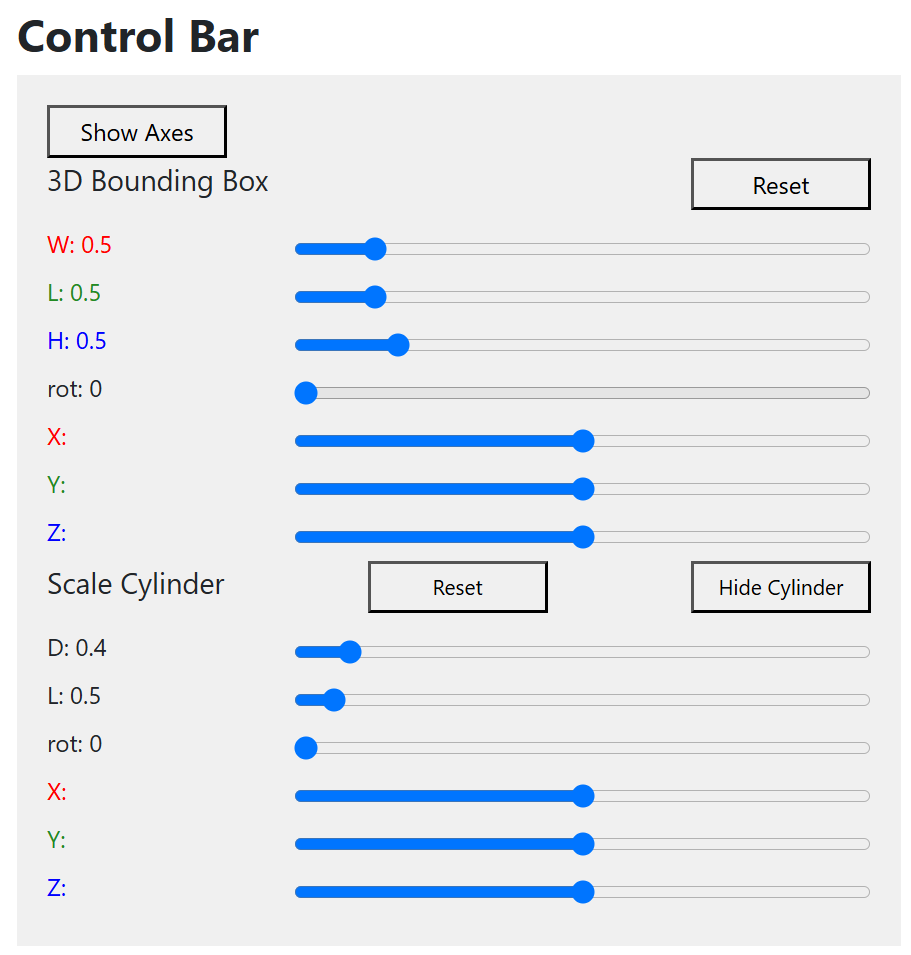 Control Bar
Show Axes
3D Bounding Box
Reset
W: 0.5
L: 0.5
H: 0.5
rot: 0
X:
Y:
Z:
Scale Cylinder
Reset
Hide Cylinder
D: 0.4
L: 0.5
rot: 0
X:
Y:
Z: